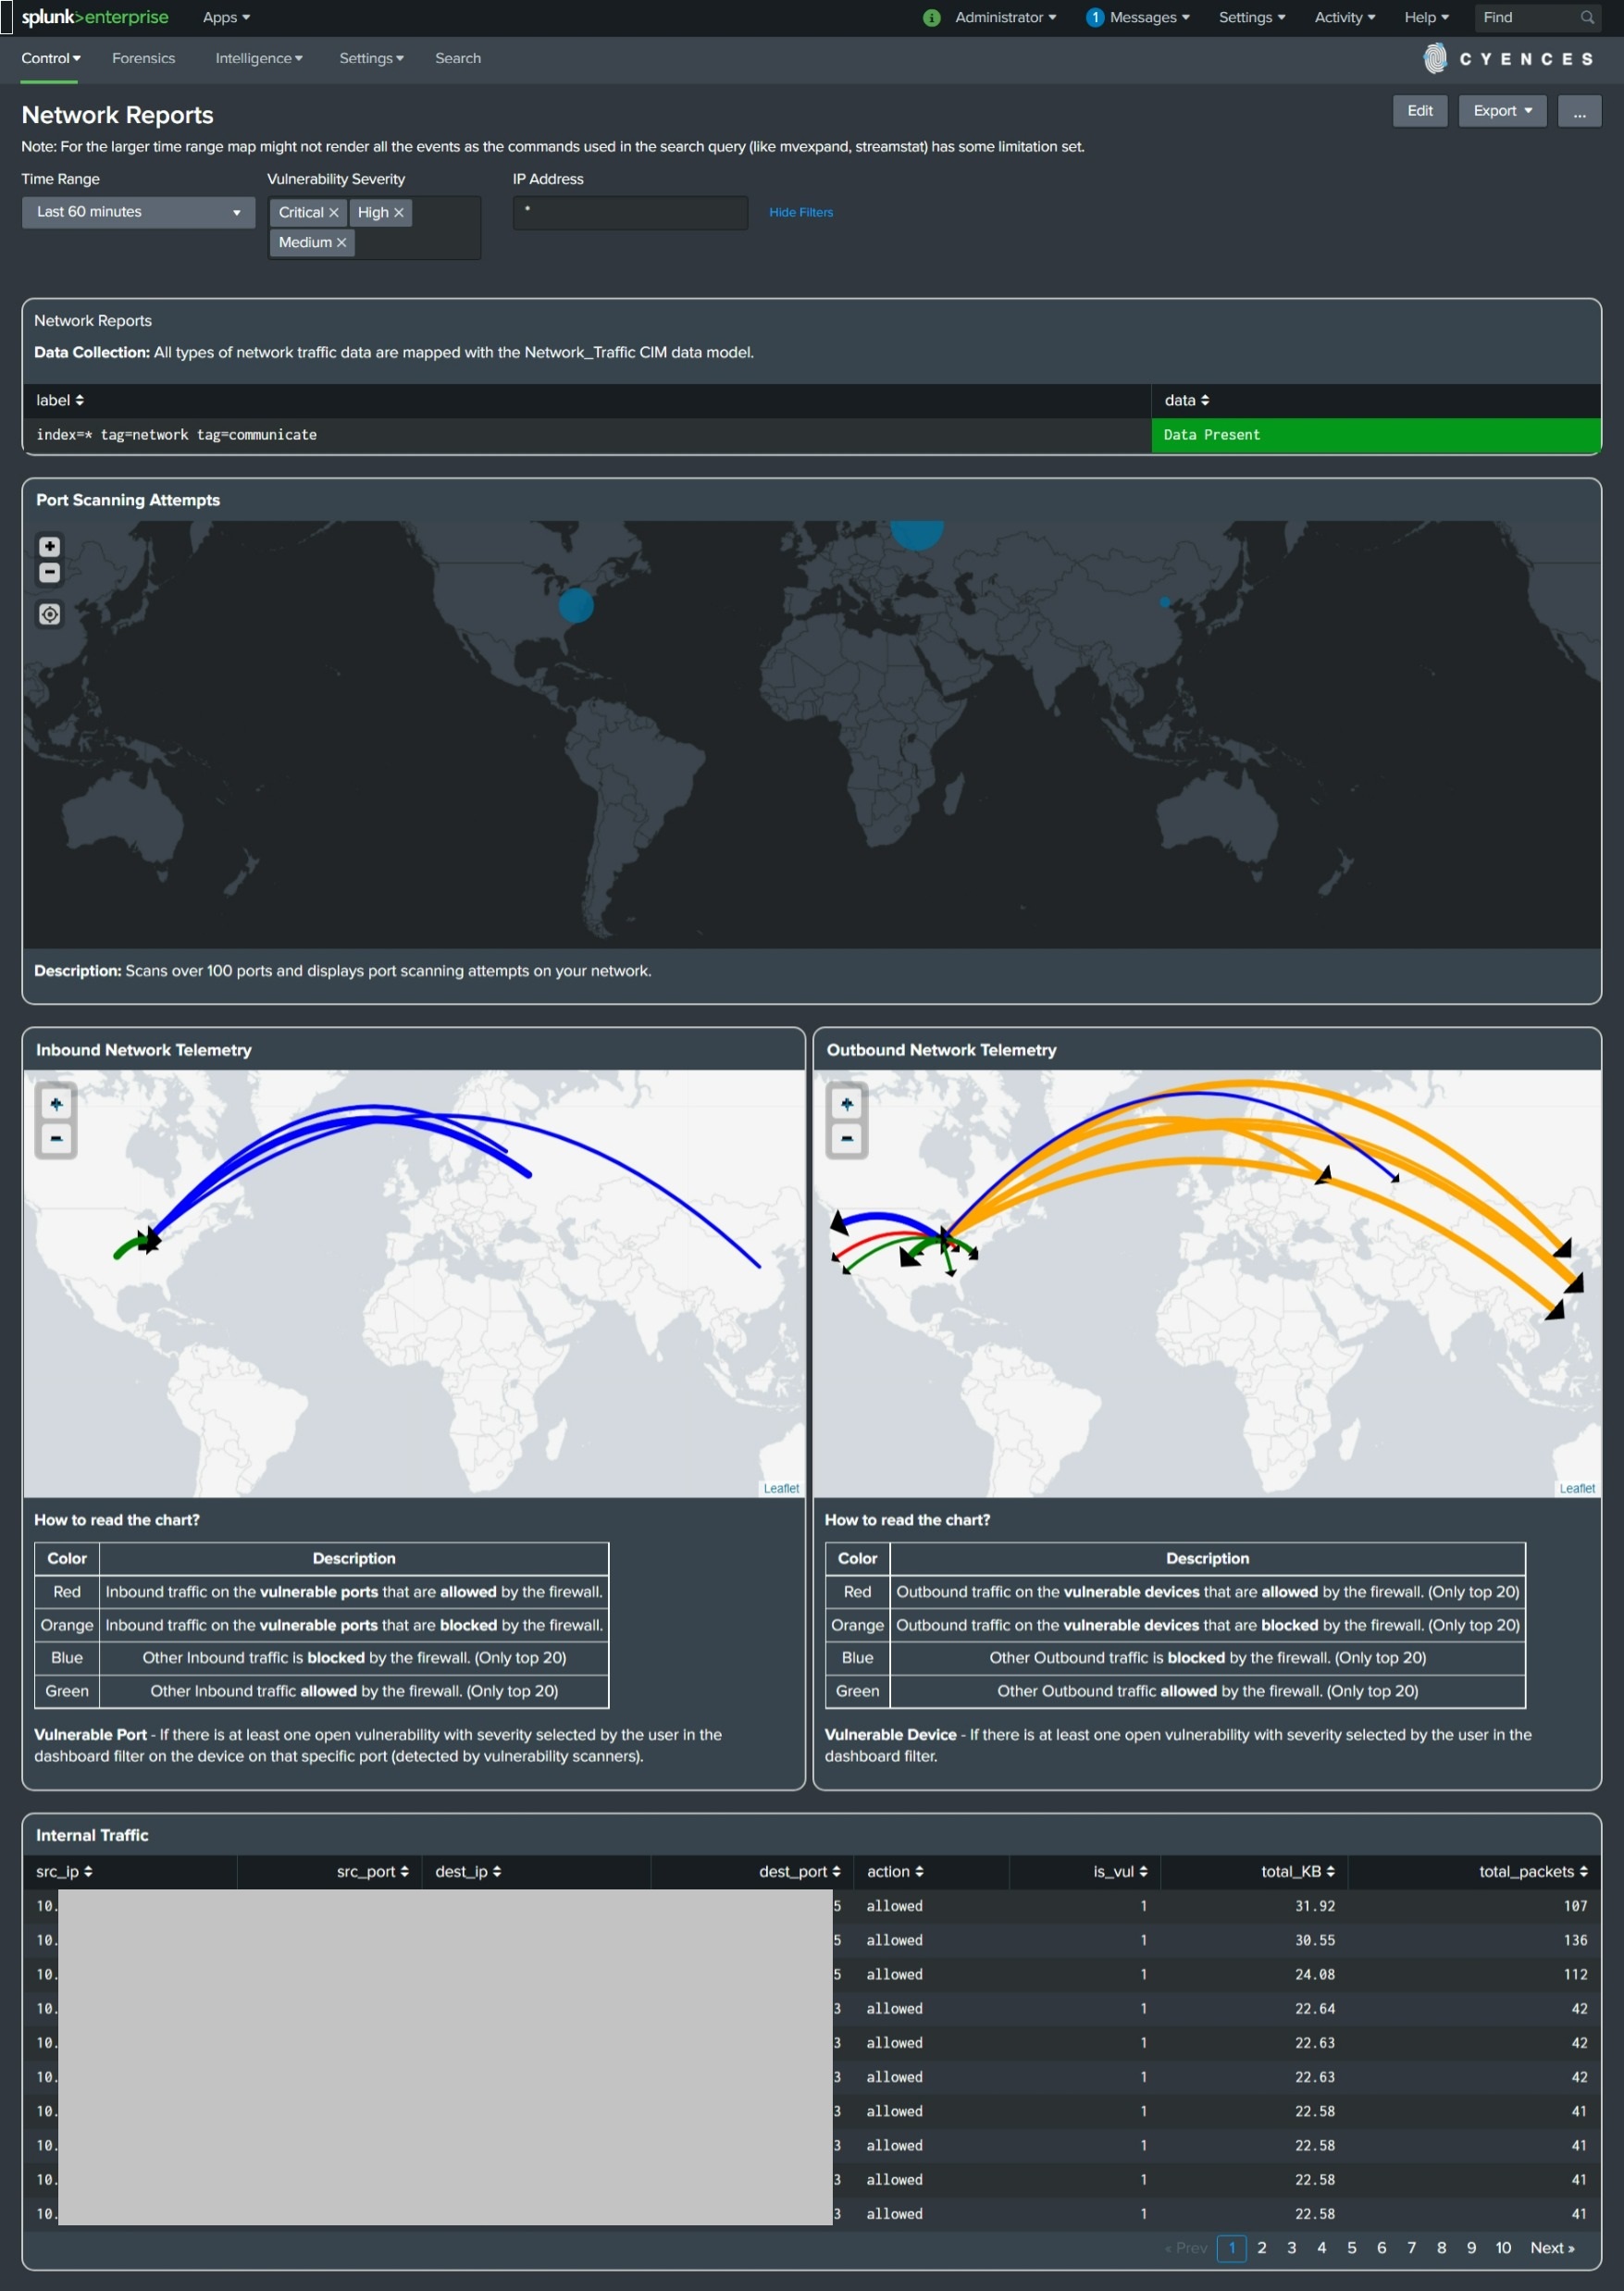 splunk>enterprise Apps i Administrator 1 Messages Settings Activity Help Find
Control Forensics Intelligence Settings Search CYENCES
Network Reports Edit Export ...
Note: For the larger time range map might not render all the events as the commands used in the search query (like mvexpand, streamstat) has some limitation set.
Time Range Vulnerability Severity IP Address
Last 60 minutes Critical × High × * Hide Filters
Medium ×
Network Reports
Data Collection: All types of network traffic data are mapped with the Network_Traffic CIM data model.
label data
index=* tag=network tag=communicate Data Present
Port Scanning Attempts
+
-
Description: Scans over 100 ports and displays port scanning attempts on your network.
Inbound Network Telemetry
+
-
Leaflet
How to read the chart?
Color Description
Red Inbound traffic on the vulnerable ports that are allowed by the firewall.
Orange Inbound traffic on the vulnerable ports that are blocked by the firewall.
Blue Other Inbound traffic is blocked by the firewall. (Only top 20)
Green Other Inbound traffic allowed by the firewall. (Only top 20)
Vulnerable Port - If there is at least one open vulnerability with severity selected by the user in the
dashboard filter on the device on that specific port (detected by vulnerability scanners).
Outbound Network Telemetry
+
-
Leaflet
How to read the chart?
Color Description
Red Outbound traffic on the vulnerable devices that are allowed by the firewall. (Only top 20)
Orange Outbound traffic on the vulnerable devices that are blocked by the firewall. (Only top 20)
Blue Other Outbound traffic is blocked by the firewall. (Only top 20)
Green Other Outbound traffic allowed by the firewall. (Only top 20)
Vulnerable Device - If there is at least one open vulnerability with severity selected by the user in the
dashboard filter.
Internal Traffic
src_ip src_port dest_ip dest_port action is_vul total_KB total_packets
10. 5 allowed 1 31.92 107
10. 5 allowed 1 30.55 136
10. 5 allowed 1 24.08 112
10. 3 allowed 1 22.64 42
10. 3 allowed 1 22.63 42
10. 3 allowed 1 22.63 42
10. 3 allowed 1 22.58 41
10. 3 allowed 1 22.58 41
10. 3 allowed 1 22.58 41
10. 3 allowed 1 22.58 41
« Prev 1 2 3 4 5 6 7 8 9 10 Next »